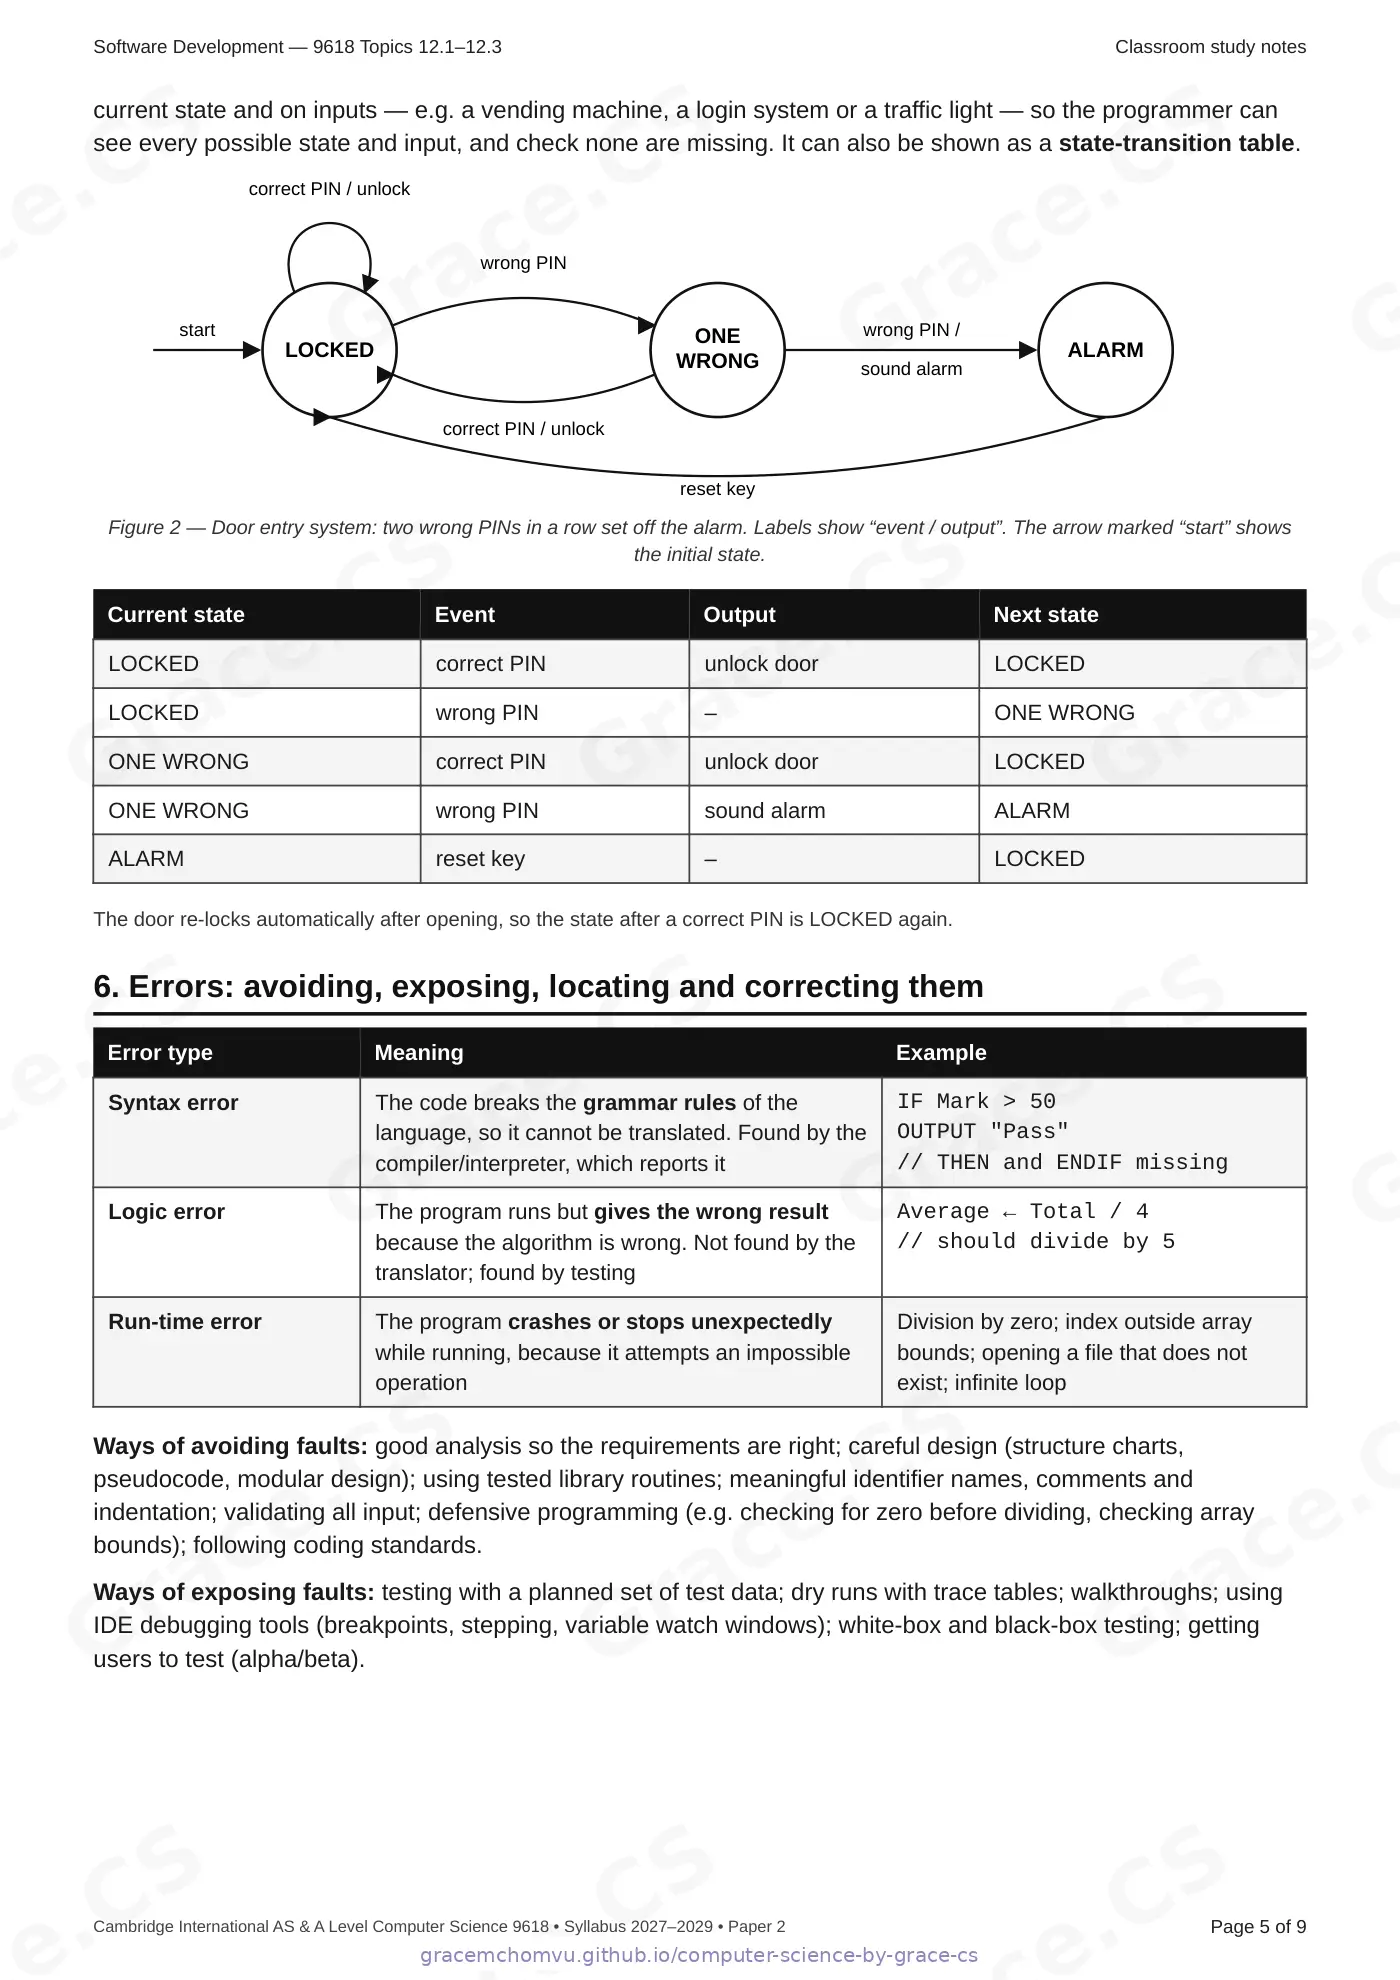 Software Development — 9618 Topics 12.1–12.3
Classroom study notes
current state and on inputs — e.g. a vending machine, a login system or a traffic light — so the programmer can
see every possible state and input, and check none are missing. It can also be shown as a state-transition table.
correct PIN / unlock
wrong PIN
start
LOCKED
ONE
WRONG
wrong PIN /
sound alarm
ALARM
correct PIN / unlock
reset key
Figure 2 — Door entry system: two wrong PINs in a row set off the alarm. Labels show “event / output”. The arrow marked “start” shows
the initial state.
Current state Event Output Next state
LOCKED correct PIN unlock door LOCKED
LOCKED wrong PIN – ONE WRONG
ONE WRONG correct PIN unlock door LOCKED
ONE WRONG wrong PIN sound alarm ALARM
ALARM reset key – LOCKED
The door re-locks automatically after opening, so the state after a correct PIN is LOCKED again.
6. Errors: avoiding, exposing, locating and correcting them
Error type Meaning Example
Syntax error
The code breaks the grammar rules of the
language, so it cannot be translated. Found by the
compiler/interpreter, which reports it
IF Mark > 50
OUTPUT "Pass"
// THEN and ENDIF missing
Logic error
The program runs but gives the wrong result
because the algorithm is wrong. Not found by the
translator; found by testing
Average ← Total / 4
// should divide by 5
Run-time error
The program crashes or stops unexpectedly
while running, because it attempts an impossible
operation
Division by zero; index outside array
bounds; opening a file that does not
exist; infinite loop
Ways of avoiding faults: good analysis so the requirements are right; careful design (structure charts,
pseudocode, modular design); using tested library routines; meaningful identifier names, comments and
indentation; validating all input; defensive programming (e.g. checking for zero before dividing, checking array
bounds); following coding standards.
Ways of exposing faults: testing with a planned set of test data; dry runs with trace tables; walkthroughs; using
IDE debugging tools (breakpoints, stepping, variable watch windows); white-box and black-box testing; getting
users to test (alpha/beta).
Cambridge International AS & A Level Computer Science 9618 • Syllabus 2027–2029 • Paper 2
Page 5 of 9
gracemchomvu.github.io/computer-science-by-grace-cs
Grace.CS